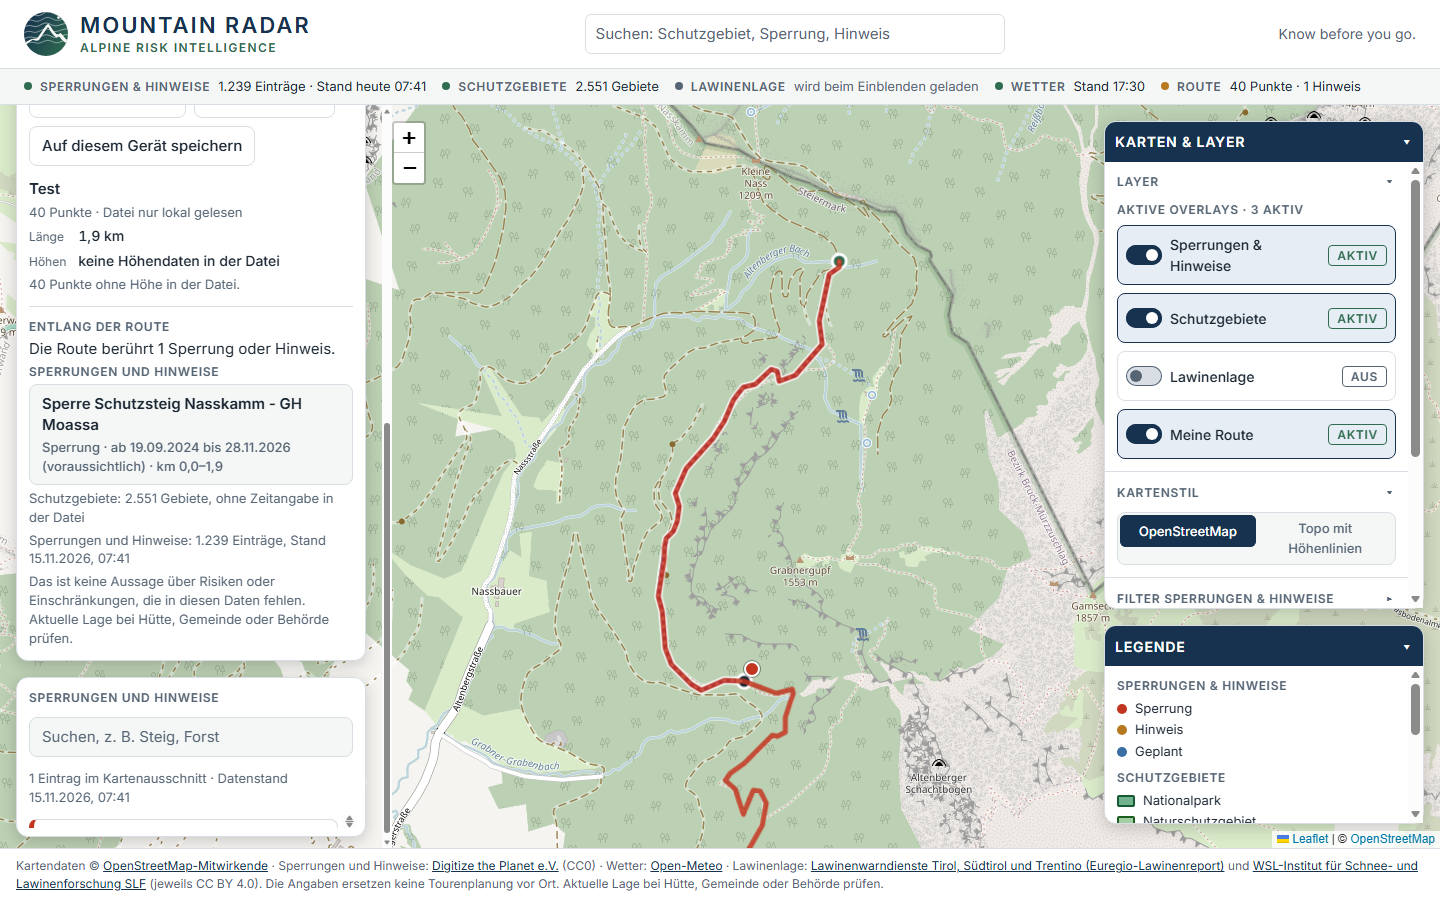 MOUNTAIN RADAR
ALPINE RISK INTELLIGENCE
Suchen: Schutzgebiet, Sperrung, Hinweis
Know before you go.
SPERRUNGEN & HINWEISE 1.239 Einträge · Stand heute 07:41
SCHUTZGEBIETE 2.551 Gebiete
LAWINENLAGE wird beim Einblenden geladen
WETTER Stand 17:30
ROUTE 40 Punkte · 1 Hinweis
Auf diesem Gerät speichern
Test
40 Punkte · Datei nur lokal gelesen
Länge 1,9 km
Höhen keine Höhendaten in der Datei
40 Punkte ohne Höhe in der Datei.
ENTLANG DER ROUTE
Die Route berührt 1 Sperrung oder Hinweis.
SPERRUNGEN UND HINWEISE
Sperre Schutzsteig Nasskamm - GH
Moassa
Sperrung · ab 19.09.2024 bis 28.11.2026
(voraussichtlich) · km 0,0–1,9
Schutzgebiete: 2.551 Gebiete, ohne Zeitangabe in
der Datei
Sperrungen und Hinweise: 1.239 Einträge, Stand
15.11.2026, 07:41
Das ist keine Aussage über Risiken oder
Einschränkungen, die in diesen Daten fehlen.
Aktuelle Lage bei Hütte, Gemeinde oder Behörde
prüfen.
SPERRUNGEN UND HINWEISE
Suchen, z. B. Steig, Forst
1 Eintrag im Kartenausschnitt · Datenstand
15.11.2026, 07:41
+
−
Nasskamm
Kleine
Nass
1209 m
Steiermark
Reißb
Altenberger Bach
Nassstraße
Bezirk Bruck-Mürzzuschlag
Grabnergupf
1553 m
Nassbauer
Gamseck
1857 m
Altenbergstraße
Grabner-Grabenbach
Altenberger
Schachtbogen
KARTEN & LAYER
LAYER
AKTIVE OVERLAYS · 3 AKTIV
Sperrungen &
Hinweise
AKTIV
Schutzgebiete
AKTIV
Lawinenlage
AUS
Meine Route
AKTIV
KARTENSTIL
OpenStreetMap
Topo mit
Höhenlinien
FILTER SPERRUNGEN & HINWEISE
LEGENDE
SPERRUNGEN & HINWEISE
Sperrung
Hinweis
Geplant
SCHUTZGEBIETE
Nationalpark
Naturschutzgebiet
Leaflet | © OpenStreetMap
Kartendaten © OpenStreetMap-Mitwirkende · Sperrungen und Hinweise: Digitize the Planet e.V. (CC0) · Wetter: Open-Meteo · Lawinenlage: Lawinenwarndienste Tirol, Südtirol und Trentino (Euregio-Lawinenreport) und WSL-Institut für Schnee- und
Lawinenforschung SLF (jeweils CC BY 4.0). Die Angaben ersetzen keine Tourenplanung vor Ort. Aktuelle Lage bei Hütte, Gemeinde oder Behörde prüfen.